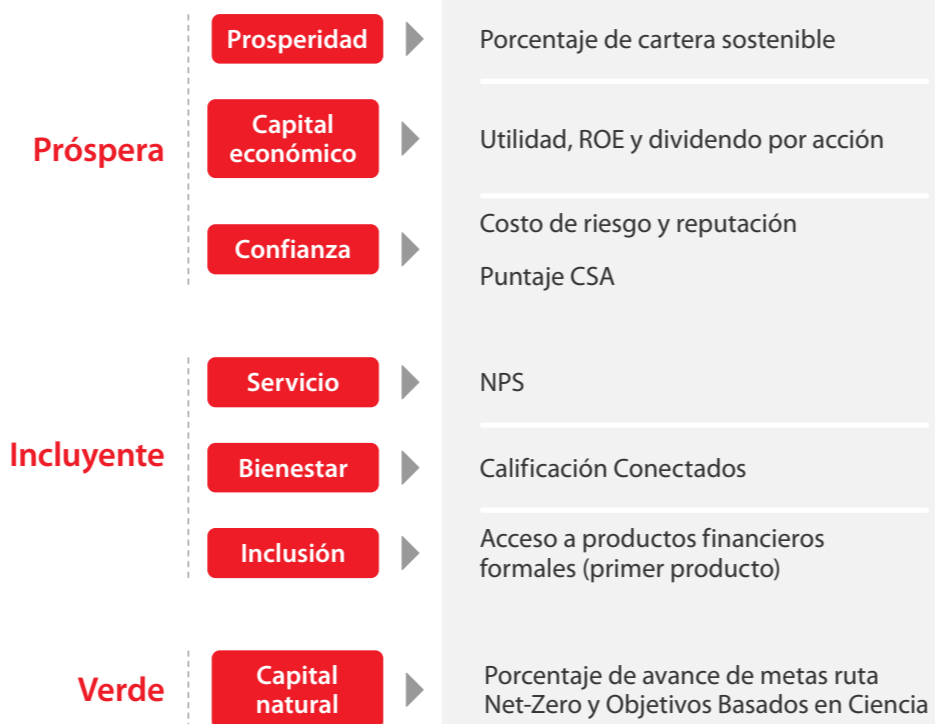 Próspera
Prosperidad
Porcentaje de cartera sostenible
Capital
económico
Utilidad, ROE y dividendo por acción
Confianza
Costo de riesgo y reputación
Puntaje CSA
Incluyente
Servicio
NPS
Bienestar
Calificación Conectados
Inclusión
Acceso a productos financieros
formales (primer producto)
Verde
Capital
natural
Porcentaje de avance de metas ruta
Net-Zero y Objetivos Basados en Ciencia